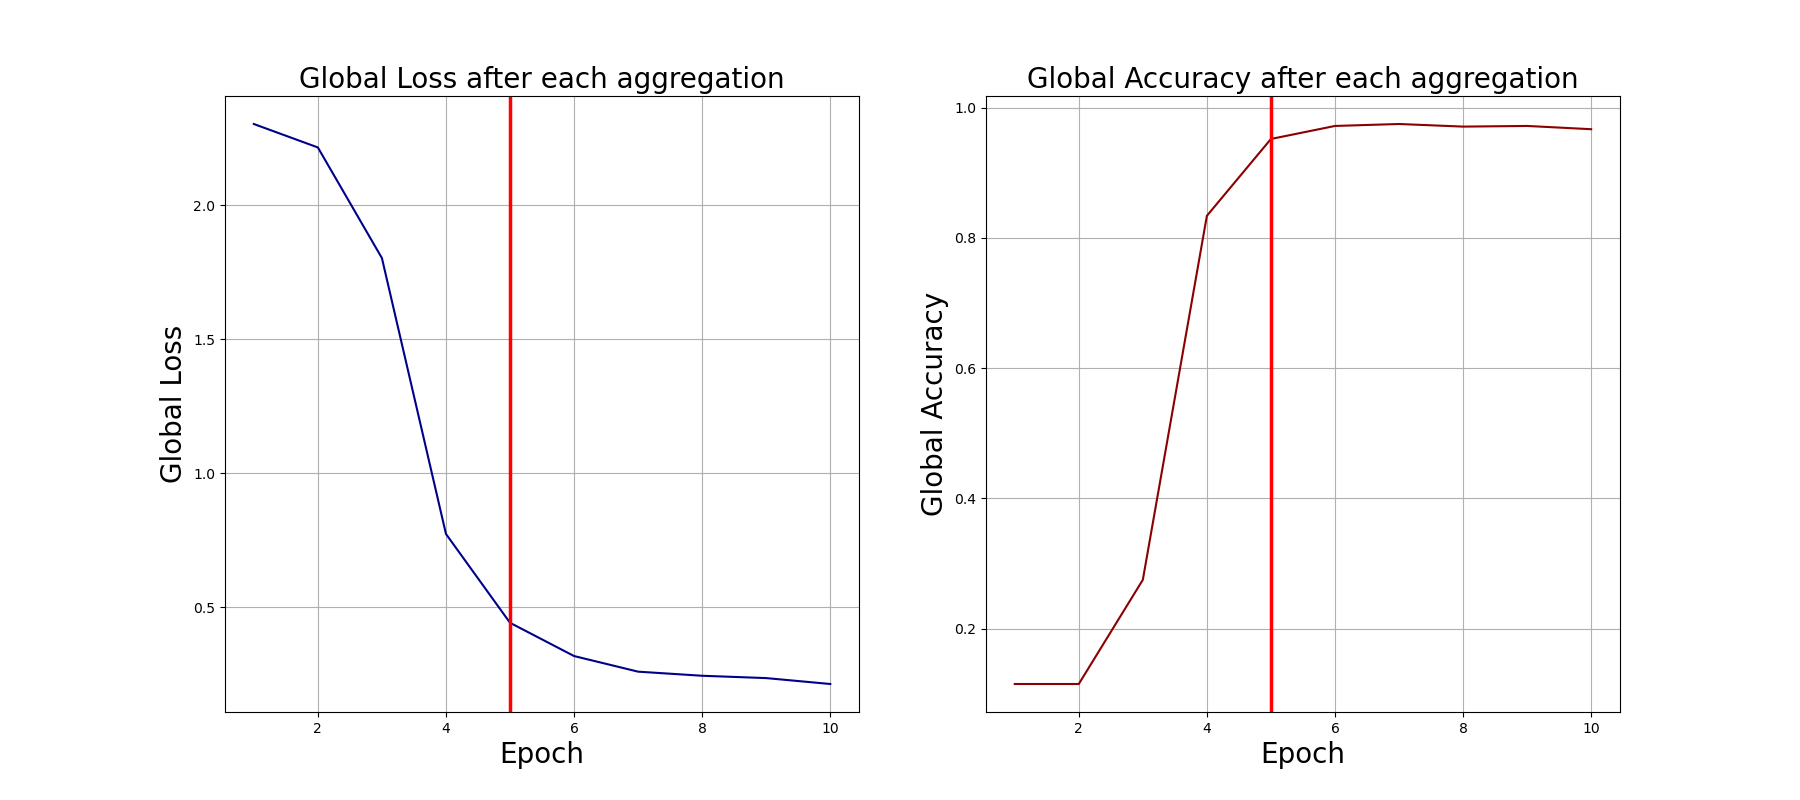 Global Loss after each aggregation
Global Loss
2.0
1.5
1.0
0.5
2 4 6 8 10
Epoch
Global Accuracy after each aggregation
Global Accuracy
1.0
0.8
0.6
0.4
0.2
2 4 6 8 10
Epoch